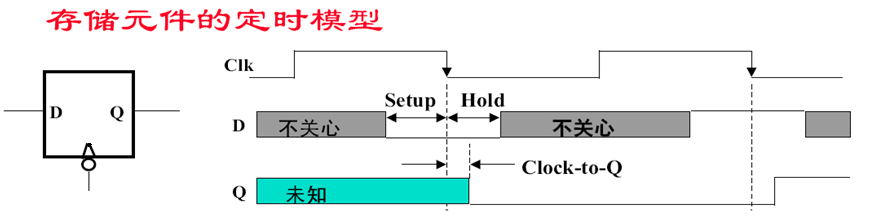 存储元件的定时模型
Clk
Setup Hold
D Q
D 不关心 不关心
Clock-to-Q
Q 未知